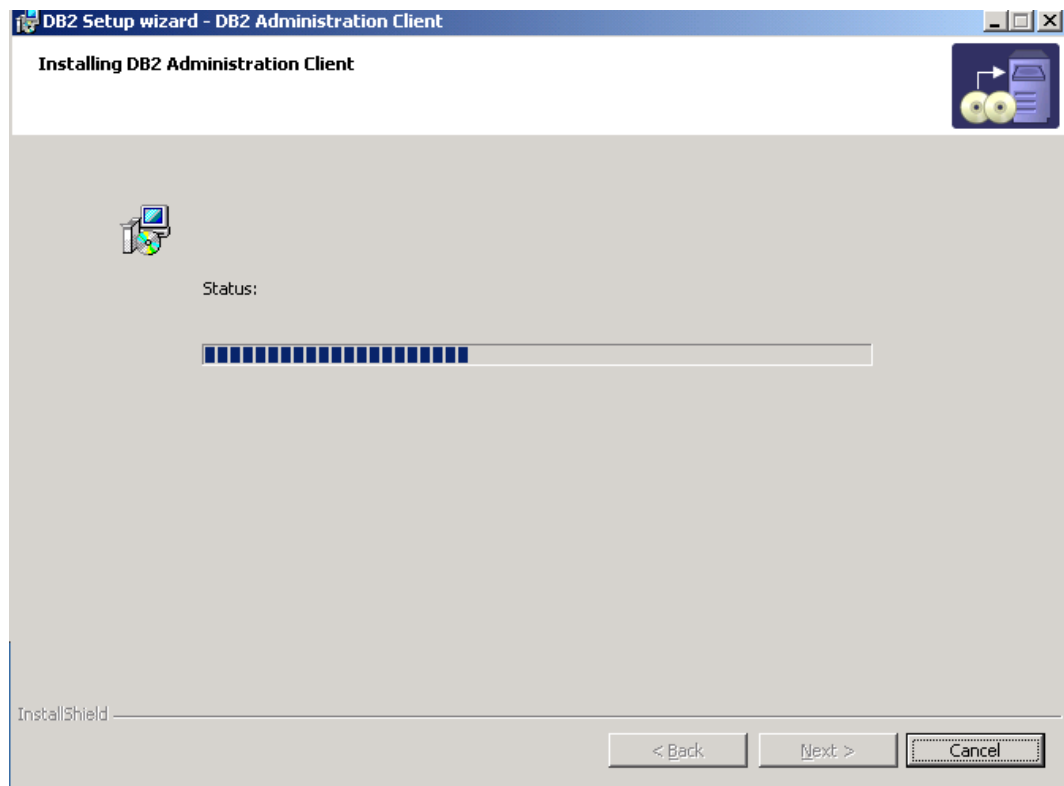 DB2 Setup wizard - DB2 Administration Client
Installing DB2 Administration Client
Status:
InstallShield
< Back
Next >
Cancel